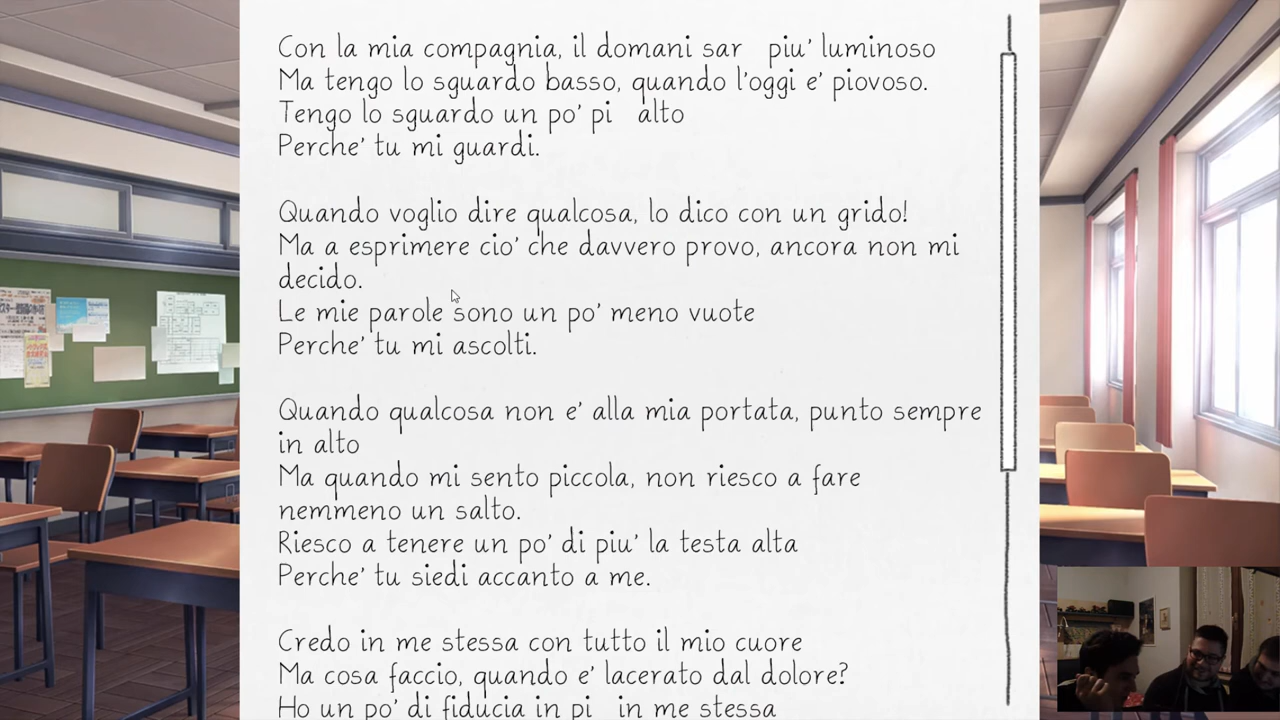 Con la mia compagnia, il domani sar piu' luminoso
Ma tengo lo sguardo basso, quando l'oggi e' piovoso.
Tengo lo sguardo un po' pi alto
Perche' tu mi guardi.
Quando voglio dire qualcosa, lo dico con un grido!
Ma a esprimere cio' che davvero provo, ancora non mi
decido.
Le mie parole sono un po' meno vuote
Perche' tu mi ascolti.
Quando qualcosa non e' alla mia portata, punto sempre
in alto
Ma quando mi sento piccola, non riesco a fare
nemmeno un salto.
Riesco a tenere un po' di piu' la testa alta
Perche' tu siedi accanto a me.
Credo in me stessa con tutto il mio cuore
Ma cosa faccio, quando e' lacerato dal dolore?
Ho un po' di fiducia in pi in me stessa